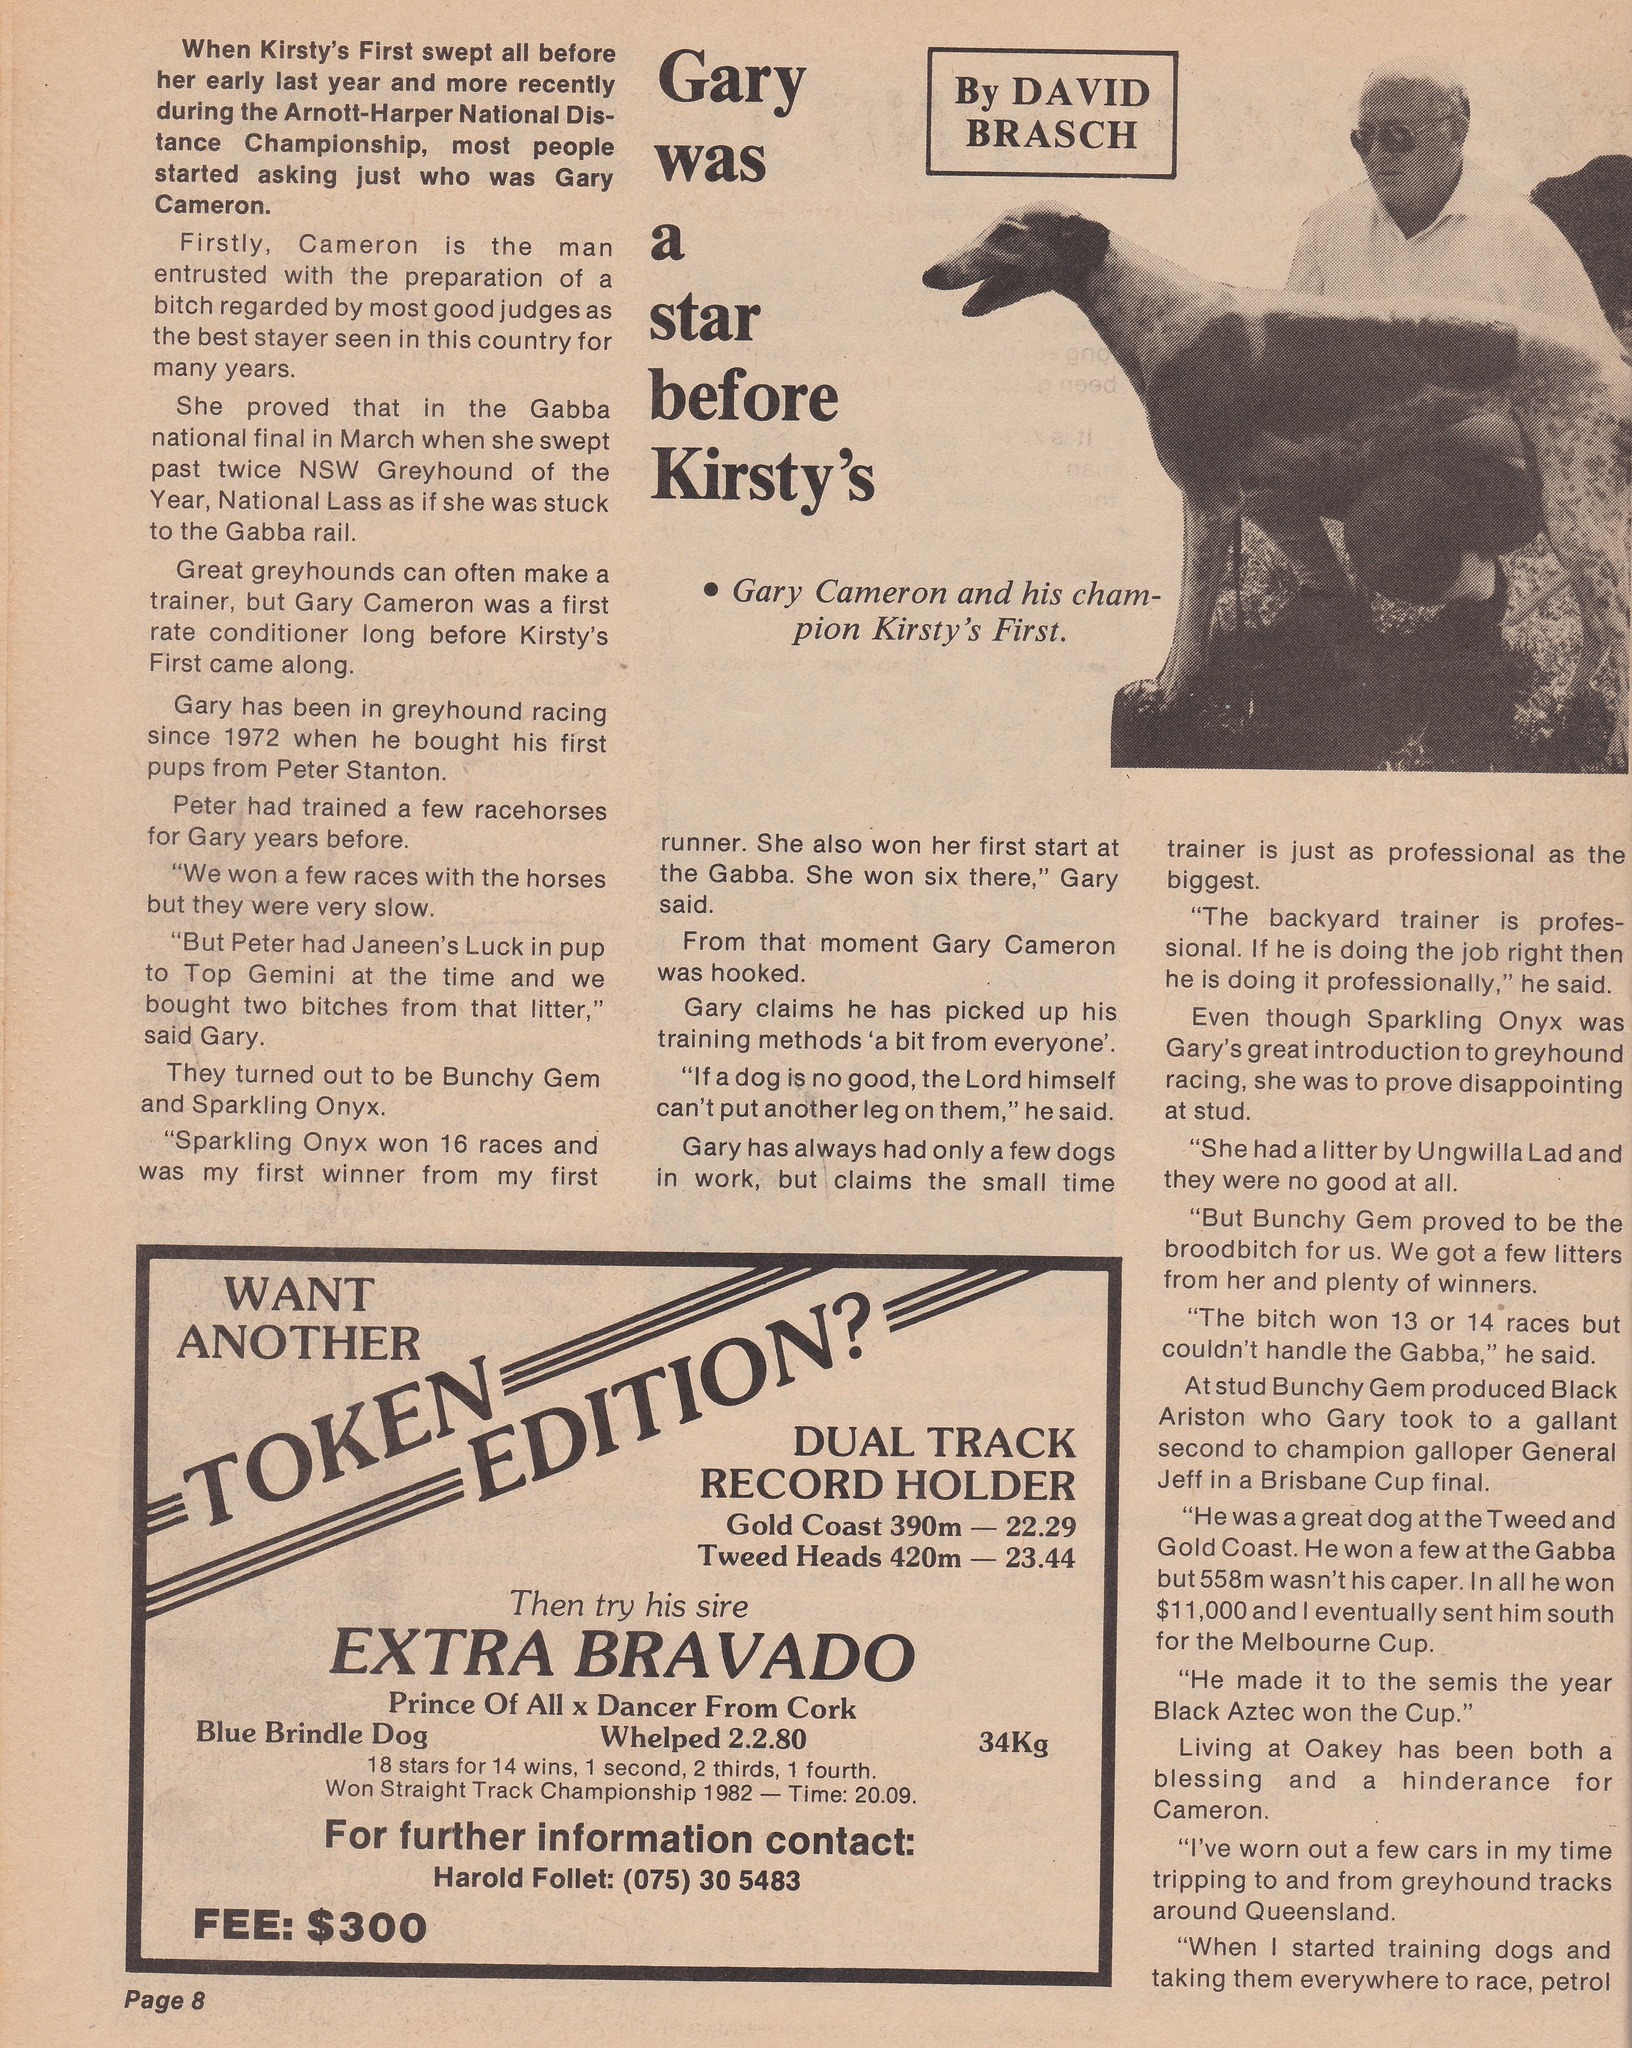 When Kirsty's First swept all before
her early last year and more recently
during the Arnott-Harper National Dis-
tance Championship, most people
started asking just who was Gary
Cameron.
Firstly, Cameron is the man
entrusted with the preparation of a
bitch regarded by most good judges as
the best stayer seen in this country for
many years.
She proved that in the Gabba
national final in March when she swept
past twice NSW Greyhound of the
Year, National Lass as if she was stuck
to the Gabba rail.
Great greyhounds can often make a
trainer, but Gary Cameron was a first
rate conditioner long before Kirsty's
First came along.
Gary has been in greyhound racing
since 1972 when he bought his first
pups from Peter Stanton.
Peter had trained a few racehorses
for Gary years before.
“We won a few races with the horses
but they were very slow.
“But Peter had Janeen's Luck in pup
to Top Gemini at the time and we
bought two bitches from that litter,”
said Gary.
They turned out to be Bunchy Gem
and Sparkling Onyx.
“Sparkling Onyx won 16 races and
was my first winner from my first
Gary
was
a
star
before
Kirsty's
By DAVID
BRASCH
• Gary Cameron and his cham-
pion Kirsty's First.
runner. She also won her first start at
the Gabba. She won six there,” Gary
said.
From that moment Gary Cameron
was hooked.
Gary claims he has picked up his
training methods ‘a bit from everyone’.
“If a dog is no good, the Lord himself
can't put another leg on them,” he said.
Gary has always had only a few dogs
in work, but claims the small time
trainer is just as professional as the
biggest.
“The backyard trainer is profes-
sional. If he is doing the job right then
he is doing it professionally,” he said.
Even though Sparkling Onyx was
Gary's great introduction to greyhound
racing, she was to prove disappointing
at stud.
“She had a litter by Ungwilla Lad and
they were no good at all.
“But Bunchy Gem proved to be the
broodbitch for us. We got a few litters
from her and plenty of winners.
“The bitch won 13 or 14 races but
couldn't handle the Gabba,” he said.
At stud Bunchy Gem produced Black
Ariston who Gary took to a gallant
second to champion galloper General
Jeff in a Brisbane Cup final.
“He was a great dog at the Tweed and
Gold Coast. He won a few at the Gabba
but 558m wasn't his caper. In all he won
$11,000 and I eventually sent him south
for the Melbourne Cup.
“He made it to the semis the year
Black Aztec won the Cup.”
Living at Oakey has been both a
blessing and a hinderance for
Cameron.
“I've worn out a few cars in my time
tripping to and from greyhound tracks
around Queensland.
“When I started training dogs and
taking them everywhere to race, petrol
WANT
ANOTHER
TOKEN
EDITION?
DUAL TRACK
RECORD HOLDER
Gold Coast 390m — 22.29
Tweed Heads 420m — 23.44
Then try his sire
EXTRA BRAVADO
Prince Of All x Dancer From Cork
Blue Brindle Dog Whelped 2.2.80 34Kg
18 stars for 14 wins, 1 second, 2 thirds, 1 fourth.
Won Straight Track Championship 1982 — Time: 20.09.
For further information contact:
Harold Follet: (075) 30 5483
FEE: $300
Page 8